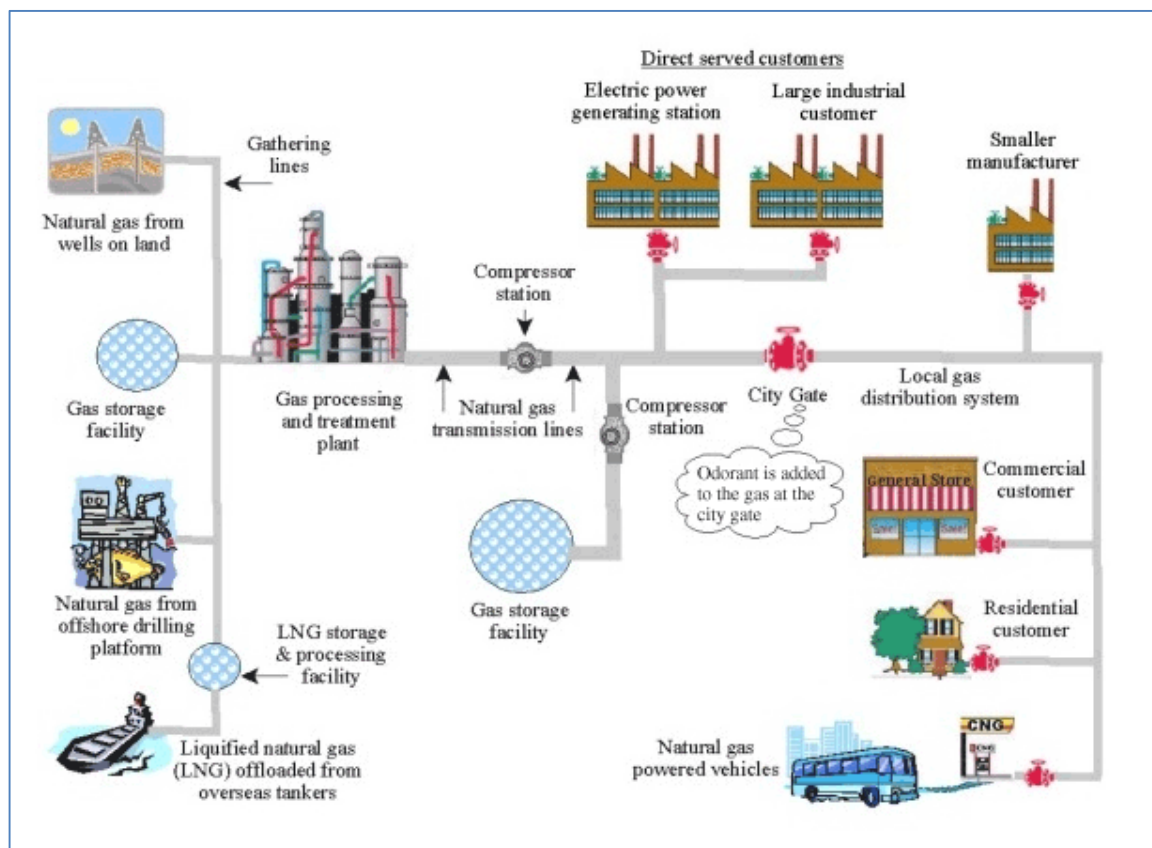 Direct served customers
Electric power
generating station
Large industrial
customer
Smaller
manufacturer
Gathering
lines
Natural gas from
wells on land
Compressor
station
Gas storage
facility
Gas processing
and treatment
plant
Natural gas
transmission lines
Compressor
station
City Gate
Local gas
distribution system
Odorant is added
to the gas at the
city gate
General Store
Sale!
Sale!
Commercial
customer
Natural gas from
offshore drilling
platform
Gas storage
facility
Residential
customer
LNG storage
& processing
facility
Liquified natural gas
(LNG) offloaded from
overseas tankers
Natural gas
powered vehicles
CNG
CNG